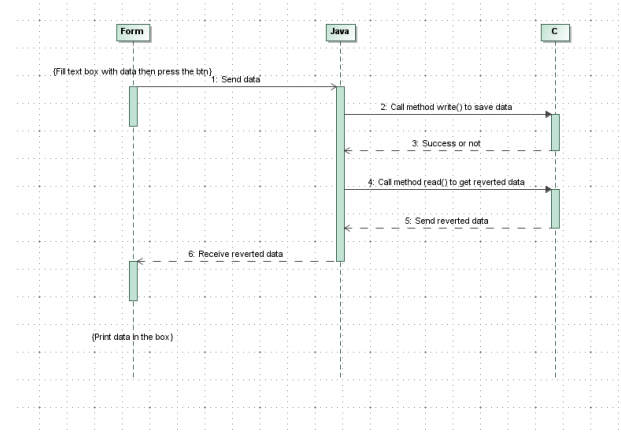 Form
Java
C
{Fill text box with data then press the btn}
1: Send data
2: Call method write() to save data
3: Success or not
4: Call method read() to get reverted data
5: Send reverted data
6: Receive reverted data
{Print data in the box}